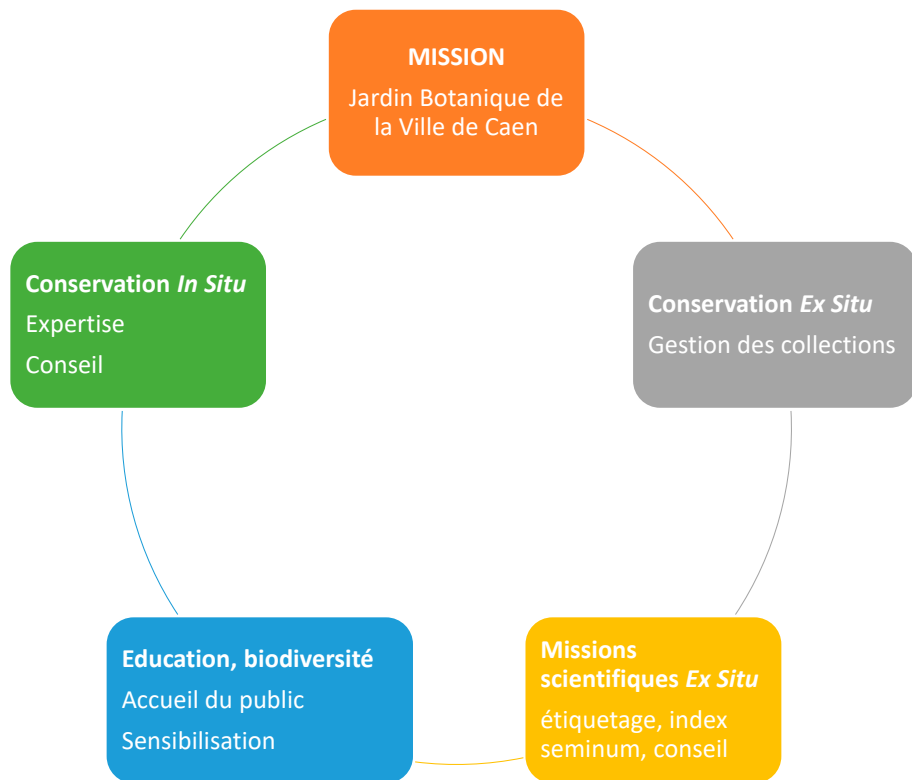 MISSION
Jardin Botanique de
la Ville de Caen
Conservation In Situ
Expertise
Conseil
Conservation Ex Situ
Gestion des collections
Education, biodiversité
Accueil du public
Sensibilisation
Missions
scientifiques Ex Situ
étiquetage, index
seminum, conseil